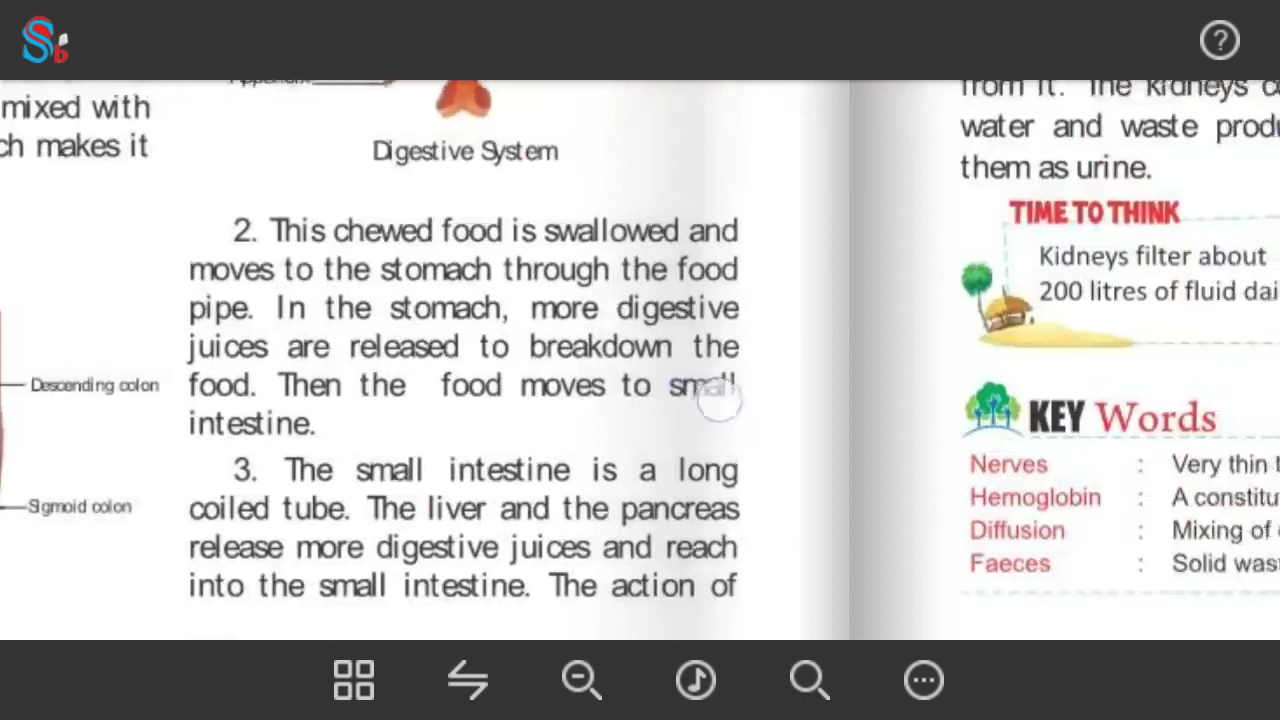 mixed with
ch makes it
Digestive System
Descending colon
Sigmoid colon
2. This chewed food is swallowed and
moves to the stomach through the food
pipe. In the stomach, more digestive
juices are released to breakdown the
food. Then the food moves to small
intestine.
3. The small intestine is a long
coiled tube. The liver and the pancreas
release more digestive juices and reach
into the small intestine. The action of
from it. The kidneys
water and waste produ
them as urine.
TIME TO THINK
Kidneys filter about
200 litres of fluid dai
KEY Words
Nerves : Very thin t
Hemoglobin : A constitu
Diffusion : Mixing of
Faeces : Solid was